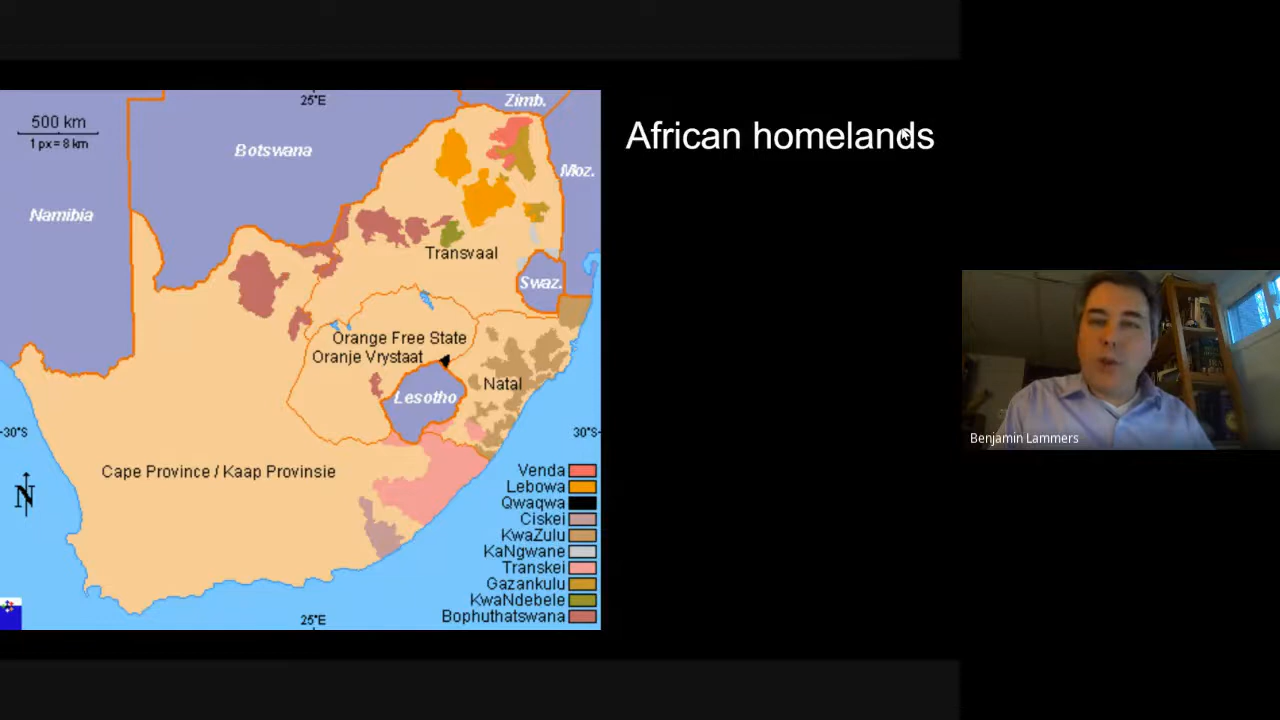 African homelands
25°E
Zimb.
500 km
1 px = 8 km
Botswana
Moz.
Namibia
Transvaal
Swaz.
Orange Free State
Oranje Vrystaat
Natal
Lesotho
30°S
30°S
Cape Province / Kaap Provinsie
N
Venda
Lebowa
Qwaqwa
Ciskei
KwaZulu
KaNgwane
Transkei
Gazankulu
KwaNdebele
Bophuthatswana
25°E
Benjamin Lammers